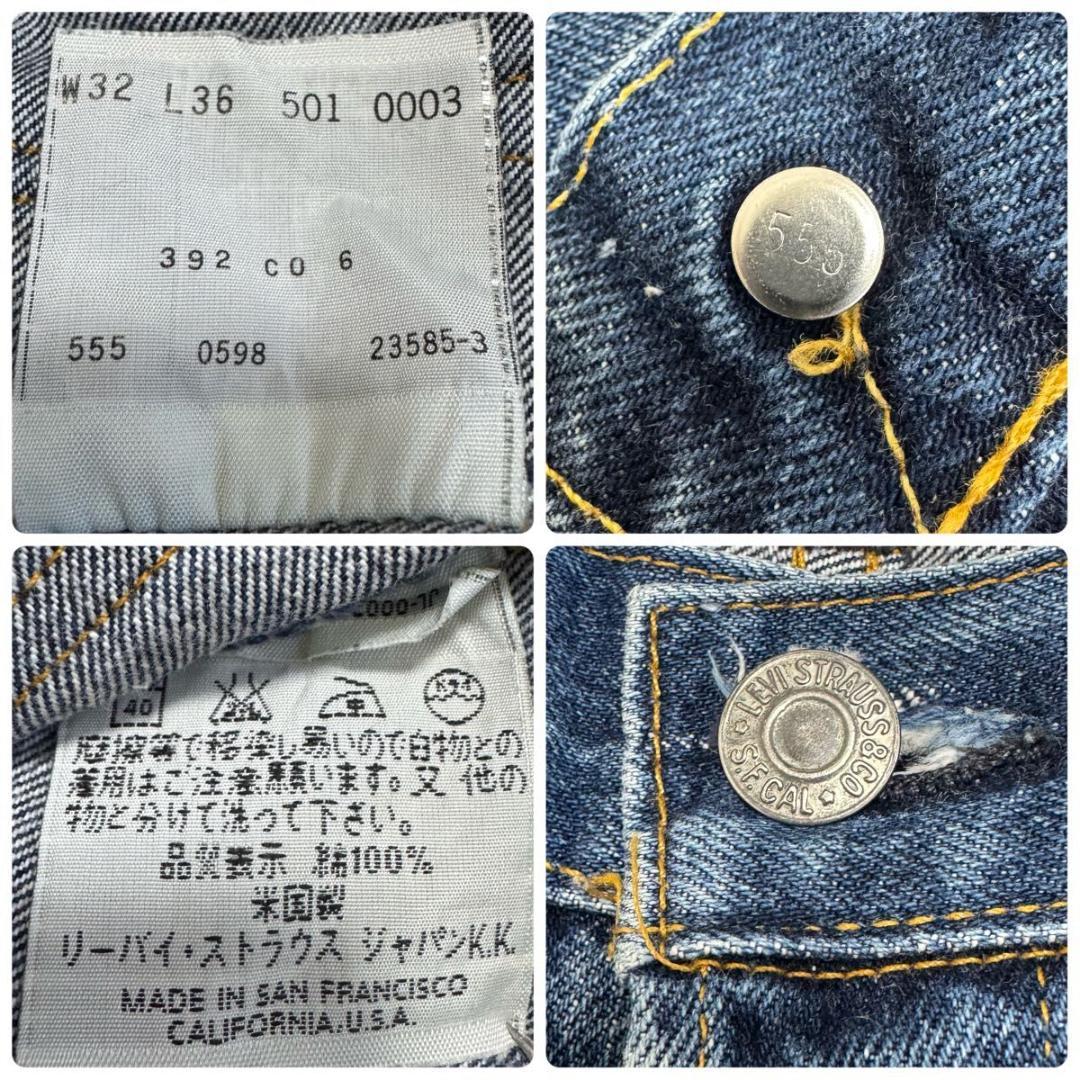 W32 L36 501 0003
392 CO 6
555 0598 23585-3
555
40
摩擦等で移染し易いので白物との
着用はご注意願います。又 他の
物と分けて洗って下さい。
品質表示 綿100%
米国製
リーバイ・ストラウス ジャパンK.K.
MADE IN SAN FRANCISCO
CALIFORNIA.U.S.A.
LEVI STRAUSS & CO
S.F. CAL